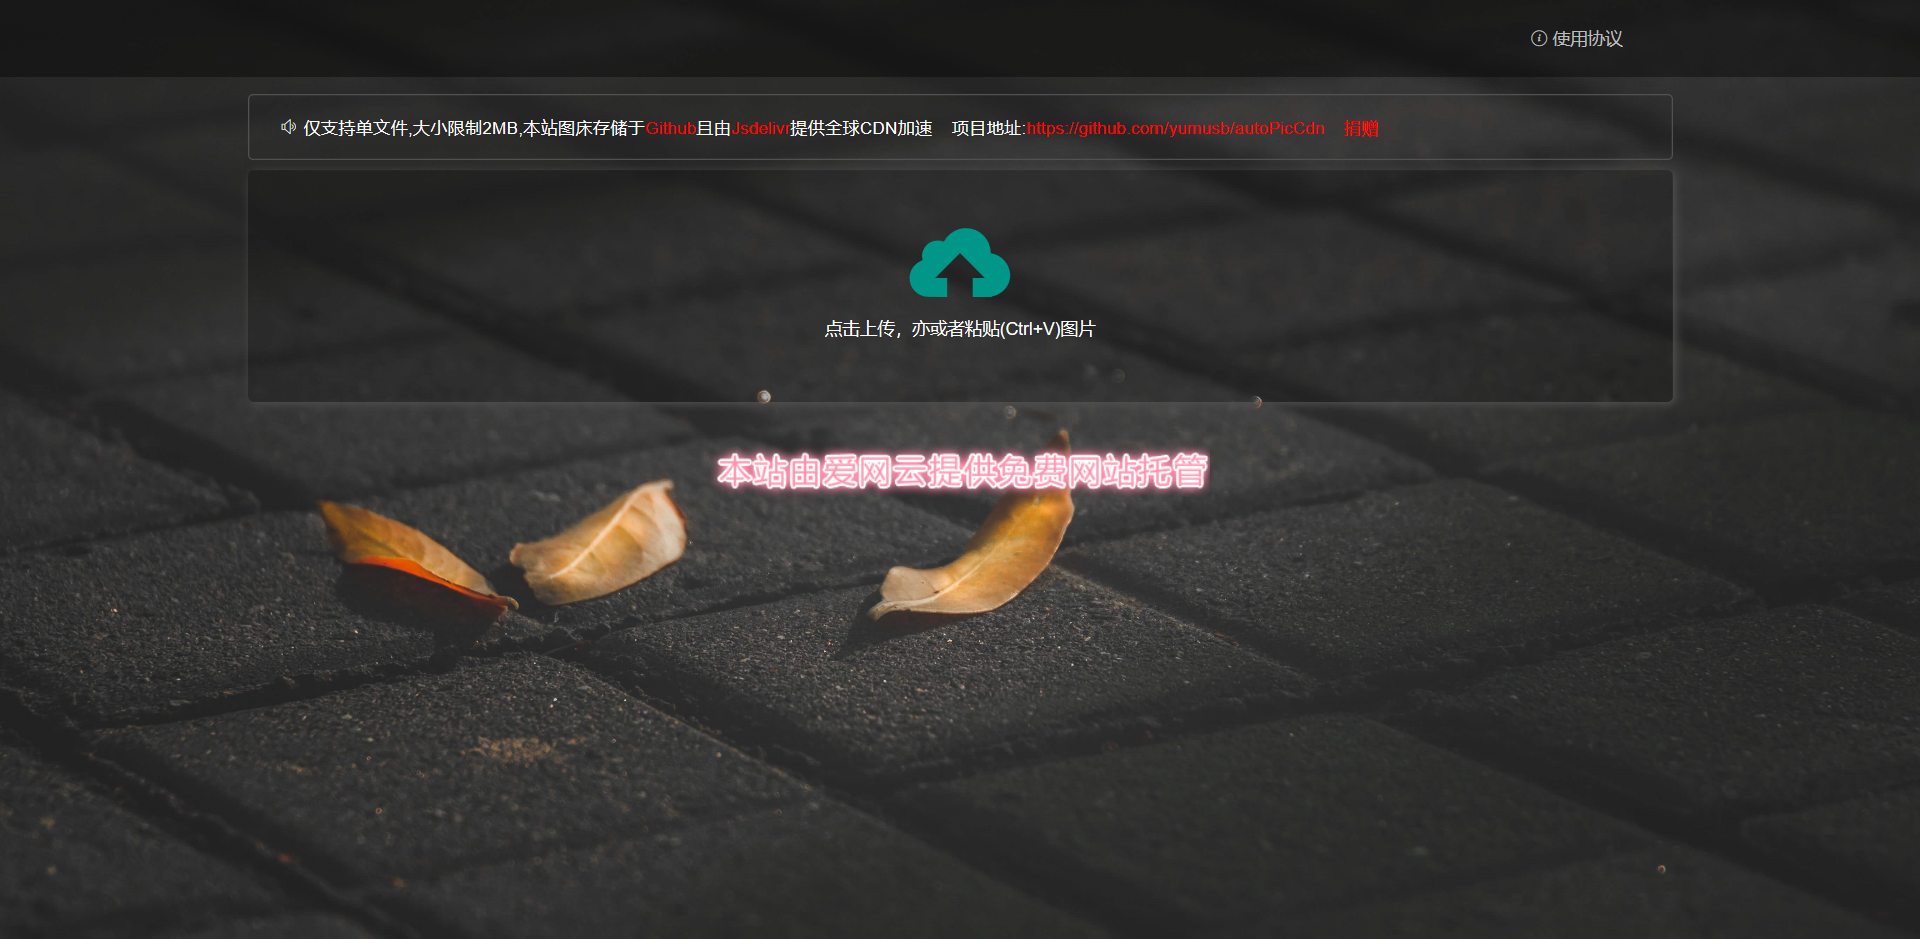 使用协议
仅支持单文件,大小限制2MB,本站图床存储于Github且由Jsdelivr提供全球CDN加速 项目地址:https://github.com/yumusb/autoPicCdn 捐赠
点击上传，亦或者粘贴(Ctrl+V)图片
本站由爱网云提供免费网站托管